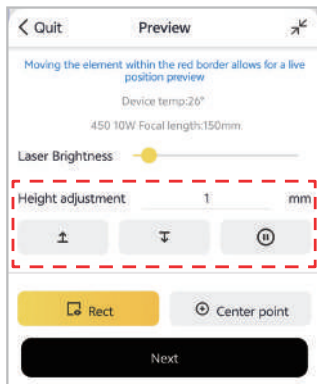 Quit Preview
Moving the element within the red border allows for a live
position preview
Device temp:26°
450 10W Focal length:150mm
Laser Brightness
Height adjustment 1 mm
Rect Center point
Next